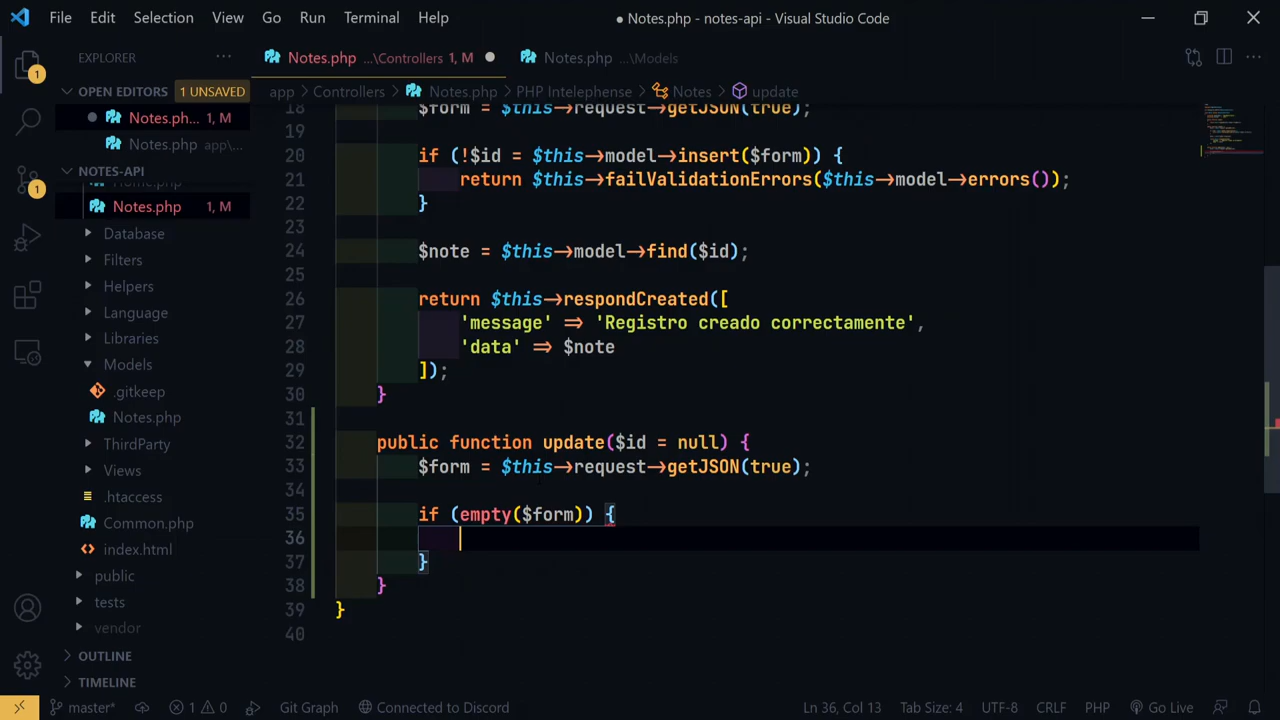 File Edit Selection View Go Run Terminal Help
● Notes.php - notes-api - Visual Studio Code
EXPLORER
Notes.php ...\Controllers 1, M
Notes.php ...\Models
OPEN EDITORS 1 UNSAVED
Notes.ph... 1, M
Notes.php app\...
NOTES-API
Home.php
Notes.php 1, M
Database
Filters
Helpers
Language
Libraries
Models
.gitkeep
Notes.php
ThirdParty
Views
.htaccess
Common.php
index.html
public
tests
vendor
OUTLINE
TIMELINE
1
1
app > Controllers > Notes.php > PHP Intelephense > Notes > update
18 $form = $this->request->getJSON(true);
19
20 if (!$id = $this->model->insert($form)) {
21 return $this->failValidationErrors($this->model->errors());
22 }
23
24 $note = $this->model->find($id);
25
26 return $this->respondCreated([
27 'message' => 'Registro creado correctamente',
28 'data' => $note
29 ]);
30 }
31
32 public function update($id = null) {
33 $form = $this->request->getJSON(true);
34
35 if (empty($form)) {
36
37 }
38 }
39 }
40
master* 1 0 Git Graph Connected to Discord Ln 36, Col 13 Tab Size: 4 UTF-8 CRLF PHP Go Live